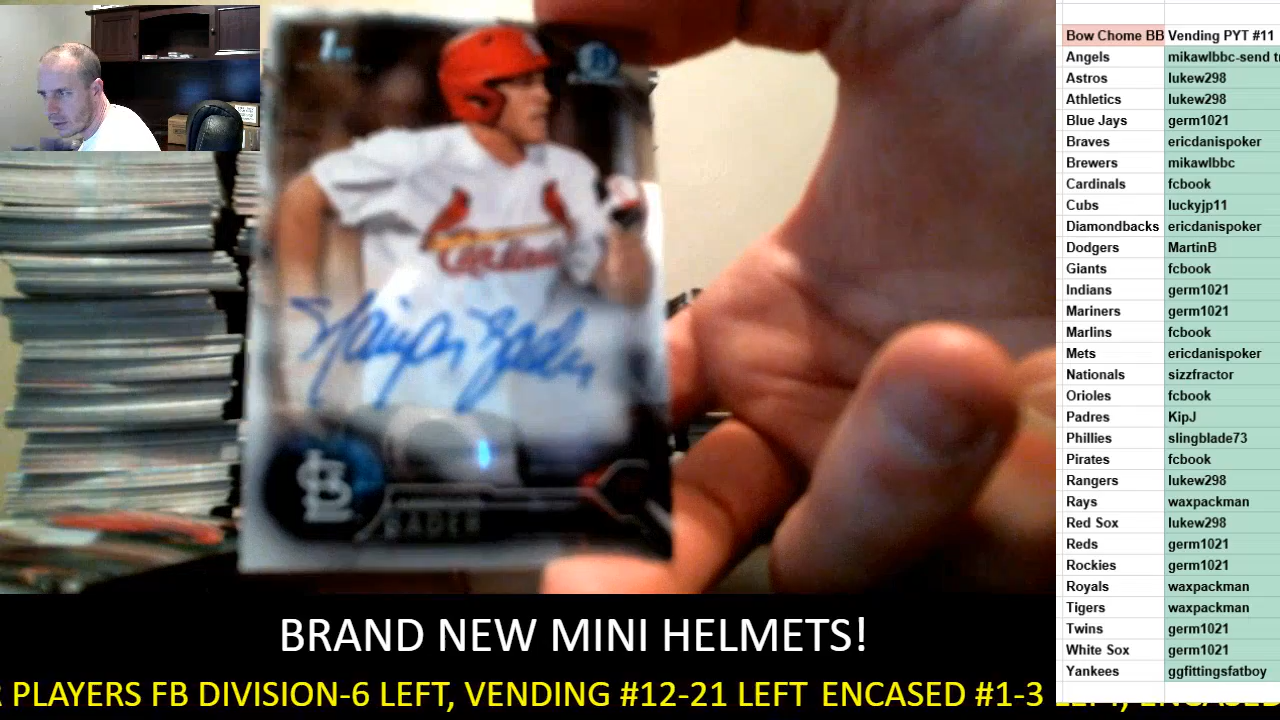 1st
Cardinals
BADER
Bow Chome BB Vending PYT #11
Angels mikawlbbc-send tr
Astros lukew298
Athletics lukew298
Blue Jays germ1021
Braves ericdanispoker
Brewers mikawlbbc
Cardinals fcbook
Cubs luckyjp11
Diamondbacks ericdanispoker
Dodgers MartinB
Giants fcbook
Indians germ1021
Mariners germ1021
Marlins fcbook
Mets ericdanispoker
Nationals sizzfractor
Orioles fcbook
Padres KipJ
Phillies slingblade73
Pirates fcbook
Rangers lukew298
Rays waxpackman
Red Sox lukew298
Reds germ1021
Rockies germ1021
Royals waxpackman
Tigers waxpackman
Twins germ1021
White Sox germ1021
Yankees ggfittingsfatboy
BRAND NEW MINI HELMETS!
R PLAYERS FB DIVISION-6 LEFT, VENDING #12-21 LEFT ENCASED #1-3